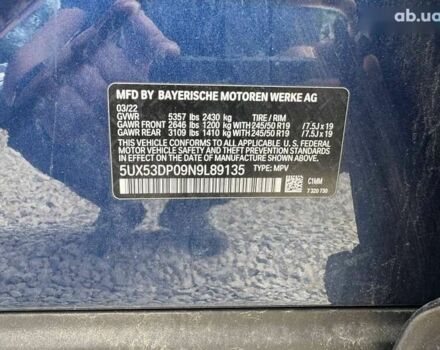 ab.ua
MFD BY BAYERISCHE MOTOREN WERKE AG
03/22
GVWR 5357 lbs 2430 kg TIRE / RIM
GAWR FRONT 2646 lbs 1200 kg WITH 245/50 R19 /7.5J x 19
GAWR REAR 3109 lbs 1410 kg WITH 245/50 R19 /7.5J x 19
THIS VEHICLE CONFORMS TO ALL APPLICABLE U.S. FEDERAL
MOTOR VEHICLE SAFETY STANDARDS IN EFFECT ON THE DATE
OF MANUFACTURE SHOWN ABOVE.
5UX53DP09N9L89135 TYPE: MPV
C1MM
7 320 730